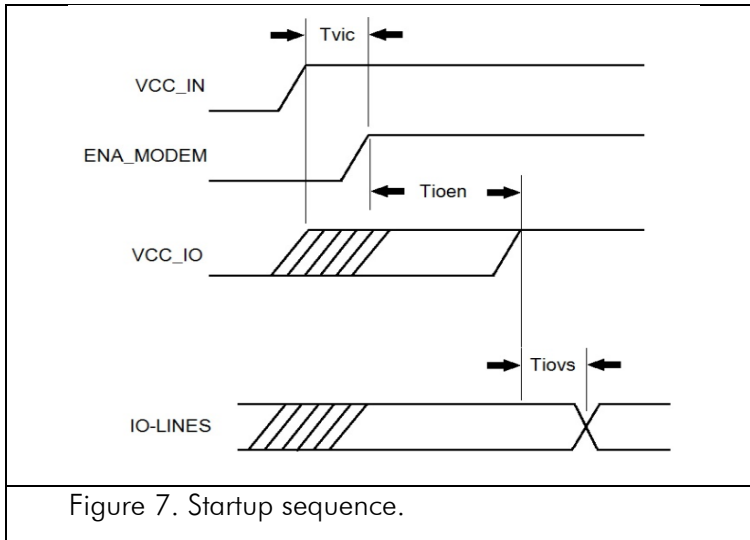 Tvic
VCC_IN
ENA_MODEM
Tioen
VCC_IO
Tiovs
IO-LINES
Figure 7. Startup sequence.